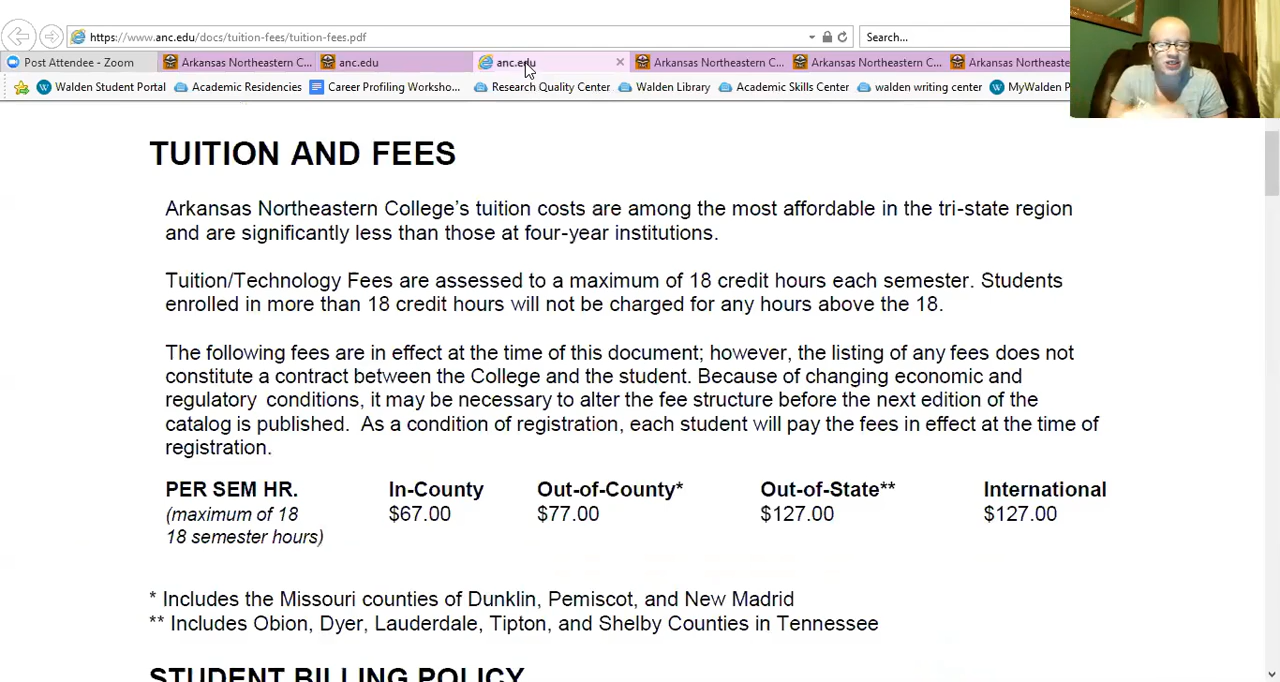 https://www.anc.edu/docs/tuition-fees/tuition-fees.pdf
Search...
Post Attendee - Zoom
Arkansas Northeastern C...
anc.edu
anc.edu
Arkansas Northeastern C...
Arkansas Northeastern C...
Arkansas Northeaste
Walden Student Portal
Academic Residencies
Career Profiling Worksho...
Research Quality Center
Walden Library
Academic Skills Center
walden writing center
MyWalden P
TUITION AND FEES
Arkansas Northeastern College's tuition costs are among the most affordable in the tri-state region
and are significantly less than those at four-year institutions.
Tuition/Technology Fees are assessed to a maximum of 18 credit hours each semester. Students
enrolled in more than 18 credit hours will not be charged for any hours above the 18.
The following fees are in effect at the time of this document; however, the listing of any fees does not
constitute a contract between the College and the student. Because of changing economic and
regulatory conditions, it may be necessary to alter the fee structure before the next edition of the
catalog is published. As a condition of registration, each student will pay the fees in effect at the time of
registration.
PER SEM HR. In-County Out-of-County* Out-of-State** International
(maximum of 18 $67.00 $77.00 $127.00 $127.00
18 semester hours)
* Includes the Missouri counties of Dunklin, Pemiscot, and New Madrid
** Includes Obion, Dyer, Lauderdale, Tipton, and Shelby Counties in Tennessee
STUDENT BILLING POLICY